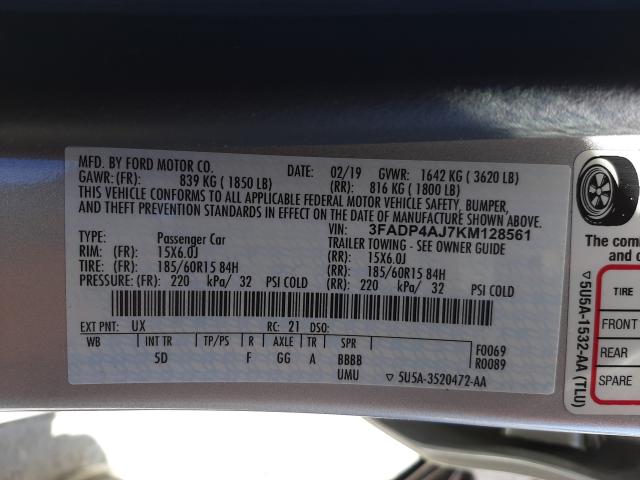 MFD. BY FORD MOTOR CO.
DATE: 02/19 GVWR: 1642 KG ( 3620 LB)
GAWR: (FR): 839 KG ( 1850 LB) (RR): 816 KG ( 1800 LB)
THIS VEHICLE CONFORMS TO ALL APPLICABLE FEDERAL MOTOR VEHICLE SAFETY, BUMPER,
AND THEFT PREVENTION STANDARDS IN EFFECT ON THE DATE OF MANUFACTURE SHOWN ABOVE.
VIN: 3FADP4AJ7KM128561
TYPE: Passenger Car TRAILER TOWING - SEE OWNER GUIDE
RIM: (FR): 15X6.0J (RR): 15X6.0J
TIRE: (FR): 185/60R15 84H (RR): 185/60R15 84H
PRESSURE: (FR): 220 kPa/ 32 PSI COLD (RR): 220 kPa/ 32 PSI COLD
EXT PNT: UX RC: 21 DSO:
WB INT TR TP/PS R AXLE TR SPR
5D F GG A BBBB
UMU
F0069
R0089
▽ 5U5A-3520472-AA
▽ 5U5A-1532-AA (TLU)
The com
and o
TIRE
FRONT
REAR
SPARE